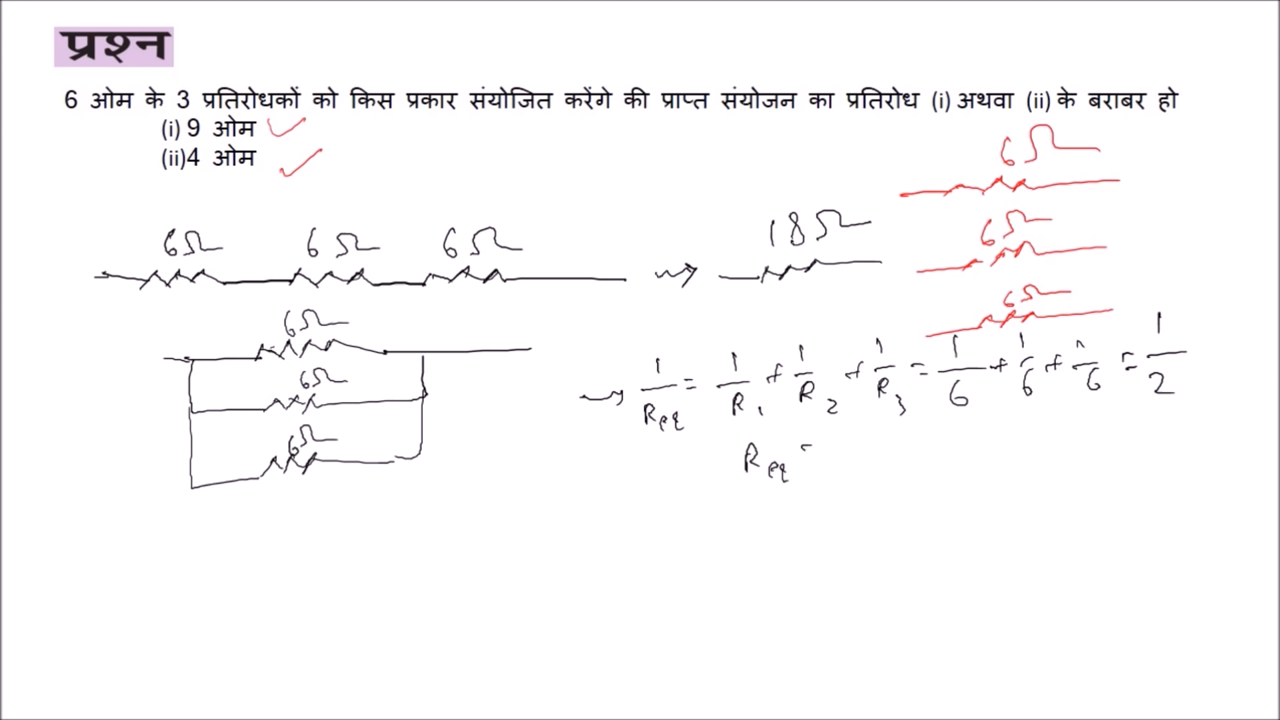 प्रश्न
6 ओम के 3 प्रतिरोधकों को किस प्रकार संयोजित करेंगे की प्राप्त संयोजन का प्रतिरोध (i) अथवा (ii) के बराबर हो
(i) 9 ओम
(ii)4 ओम
6Ω
6Ω
6Ω
6Ω 6Ω 6Ω
18Ω
6Ω
6Ω
6Ω
1/Req = 1/R1 + 1/R2 + 1/R3 = 1/6 + 1/6 + 1/6 = 1/2
Req =